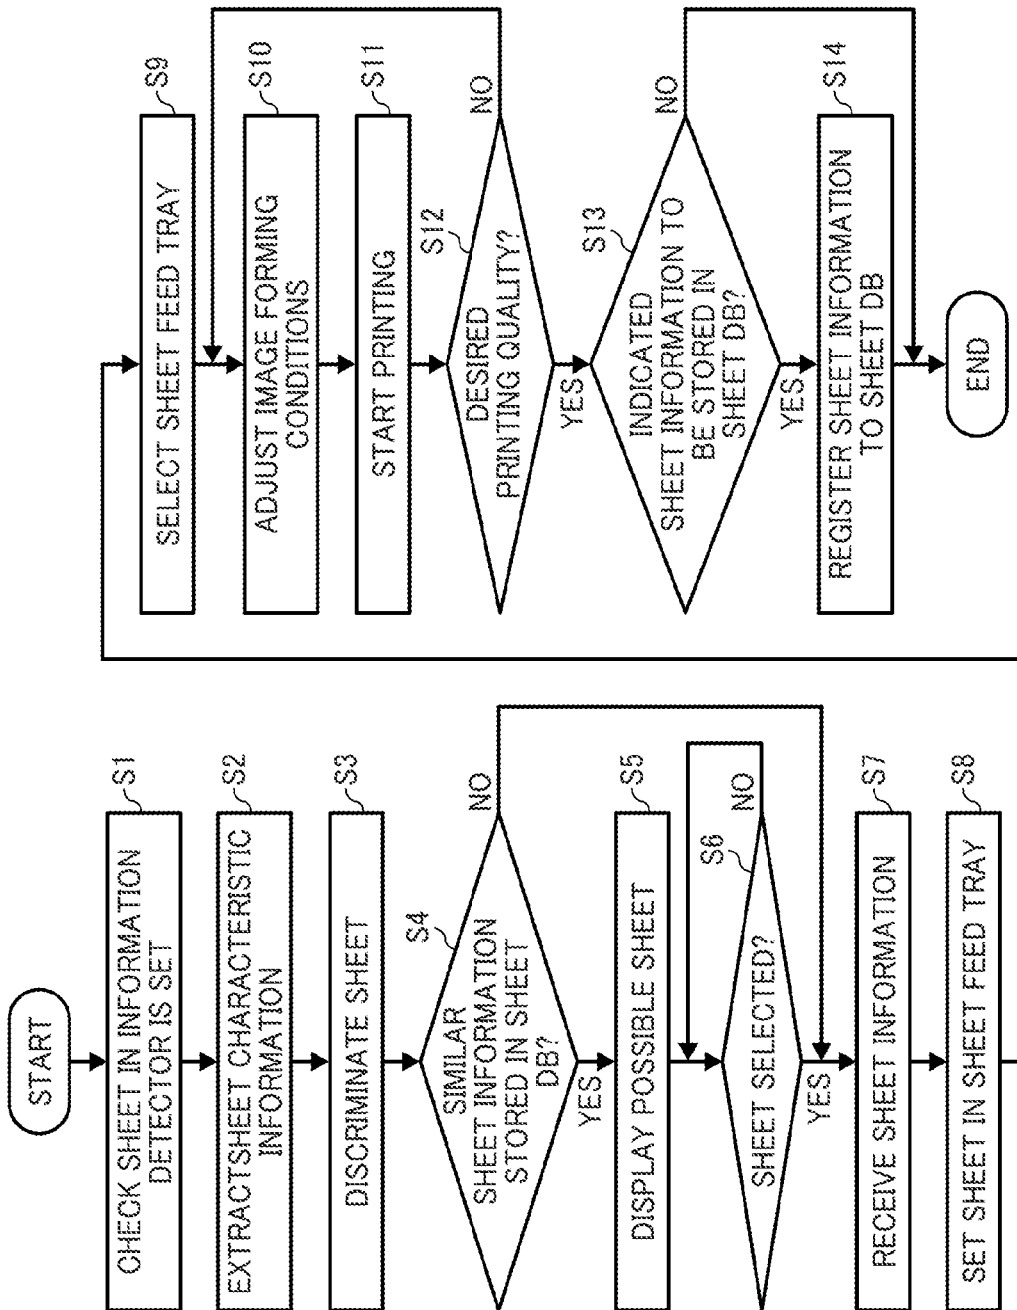 START
CHECK SHEET IN INFORMATION
DETECTOR IS SET
S1
EXTRACTSHEET CHARACTERISTIC
INFORMATION
S2
DISCRIMINATE SHEET
S3
SIMILAR
SHEET INFORMATION
STORED IN SHEET
DB?
S4
NO
YES
DISPLAY POSSIBLE SHEET
S5
SHEET SELECTED?
S6
NO
YES
RECEIVE SHEET INFORMATION
S7
SET SHEET IN SHEET FEED TRAY
S8
SELECT SHEET FEED TRAY
S9
ADJUST IMAGE FORMING
CONDITIONS
S10
START PRINTING
S11
DESIRED
PRINTING QUALITY?
S12
NO
YES
INDICATED
SHEET INFORMATION TO
BE STORED IN
SHEET DB?
S13
NO
YES
REGISTER SHEET INFORMATION
TO SHEET DB
S14
END